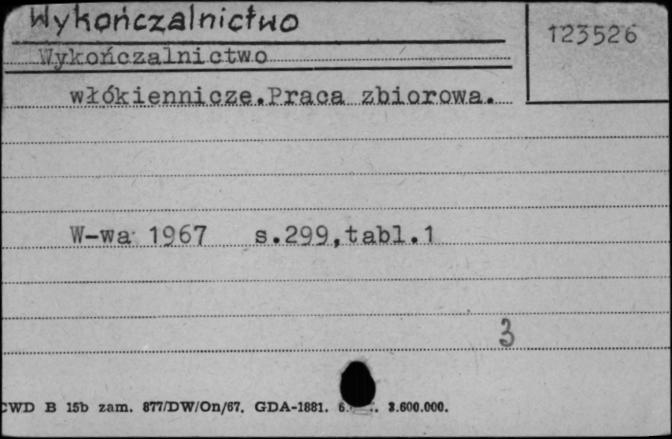 Wykończalnictwo
123526
Wykończalnictwo
włókiennicze.Praca zbiorowa.
W-wa 1967 s.299,tabl.1
3
CWD B 15b zam. 877/DW/On/67. GDA-1881. 3.600.000.